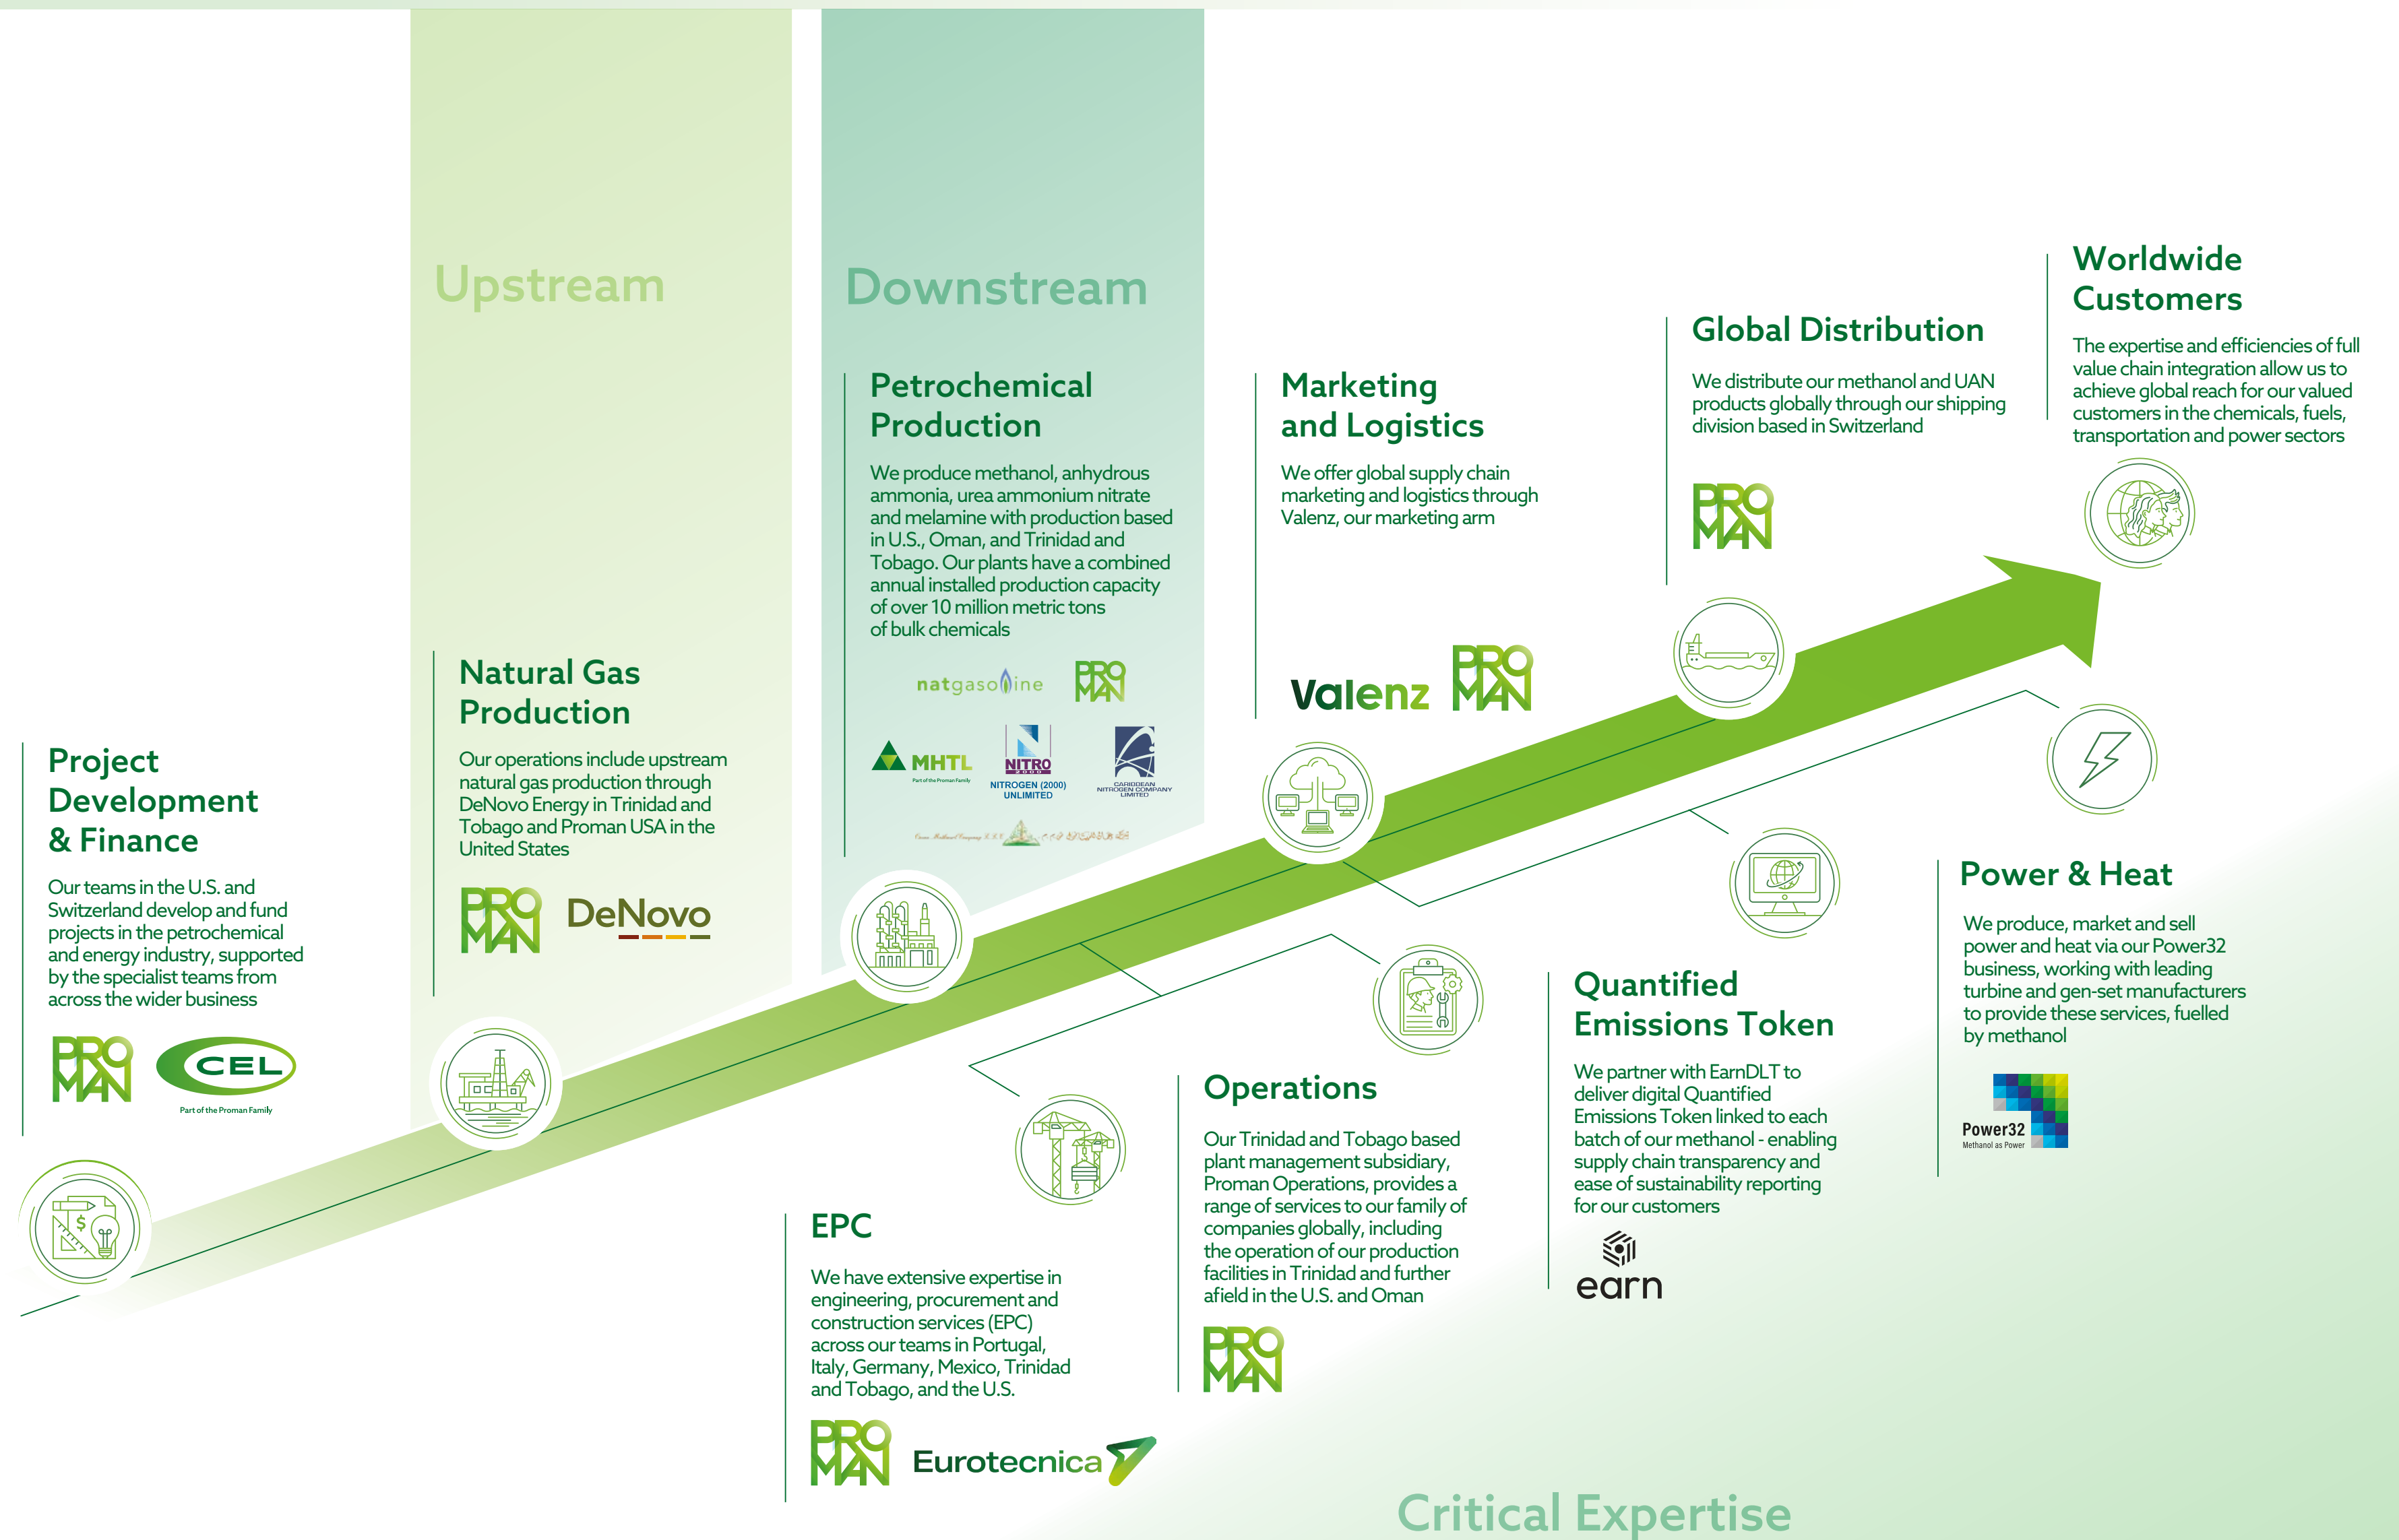 Upstream
Downstream
Project
Development
& Finance
Our teams in the U.S. and
Switzerland develop and fund
projects in the petrochemical
and energy industry, supported
by the specialist teams from
across the wider business
PROMAN
CEL
Part of the Proman Family
$
Natural Gas
Production
Our operations include upstream
natural gas production through
DeNovo Energy in Trinidad and
Tobago and Proman USA in the
United States
PROMAN
DeNovo
Petrochemical
Production
We produce methanol, anhydrous
ammonia, urea ammonium nitrate
and melamine with production based
in U.S., Oman, and Trinidad and
Tobago. Our plants have a combined
annual installed production capacity
of over 10 million metric tons
of bulk chemicals
natgasoline
PROMAN
MHTL
Part of the Proman Family
N
NITRO
2000
NITROGEN (2000)
UNLIMITED
CARIBBEAN
NITROGEN COMPANY
LIMITED
Oman Methanol Company L.L.C
Marketing
and Logistics
We offer global supply chain
marketing and logistics through
Valenz, our marketing arm
Valenz
PROMAN
Global Distribution
We distribute our methanol and UAN
products globally through our shipping
division based in Switzerland
PROMAN
Worldwide
Customers
The expertise and efficiencies of full
value chain integration allow us to
achieve global reach for our valued
customers in the chemicals, fuels,
transportation and power sectors
EPC
We have extensive expertise in
engineering, procurement and
construction services (EPC)
across our teams in Portugal,
Italy, Germany, Mexico, Trinidad
and Tobago, and the U.S.
PROMAN
Eurotecnica
Operations
Our Trinidad and Tobago based
plant management subsidiary,
Proman Operations, provides a
range of services to our family of
companies globally, including
the operation of our production
facilities in Trinidad and further
afield in the U.S. and Oman
PROMAN
Quantified
Emissions Token
We partner with EarnDLT to
deliver digital Quantified
Emissions Token linked to each
batch of our methanol - enabling
supply chain transparency and
ease of sustainability reporting
for our customers
earn
Power & Heat
We produce, market and sell
power and heat via our Power32
business, working with leading
turbine and gen-set manufacturers
to provide these services, fuelled
by methanol
Power32
Methanol as Power
Critical Expertise